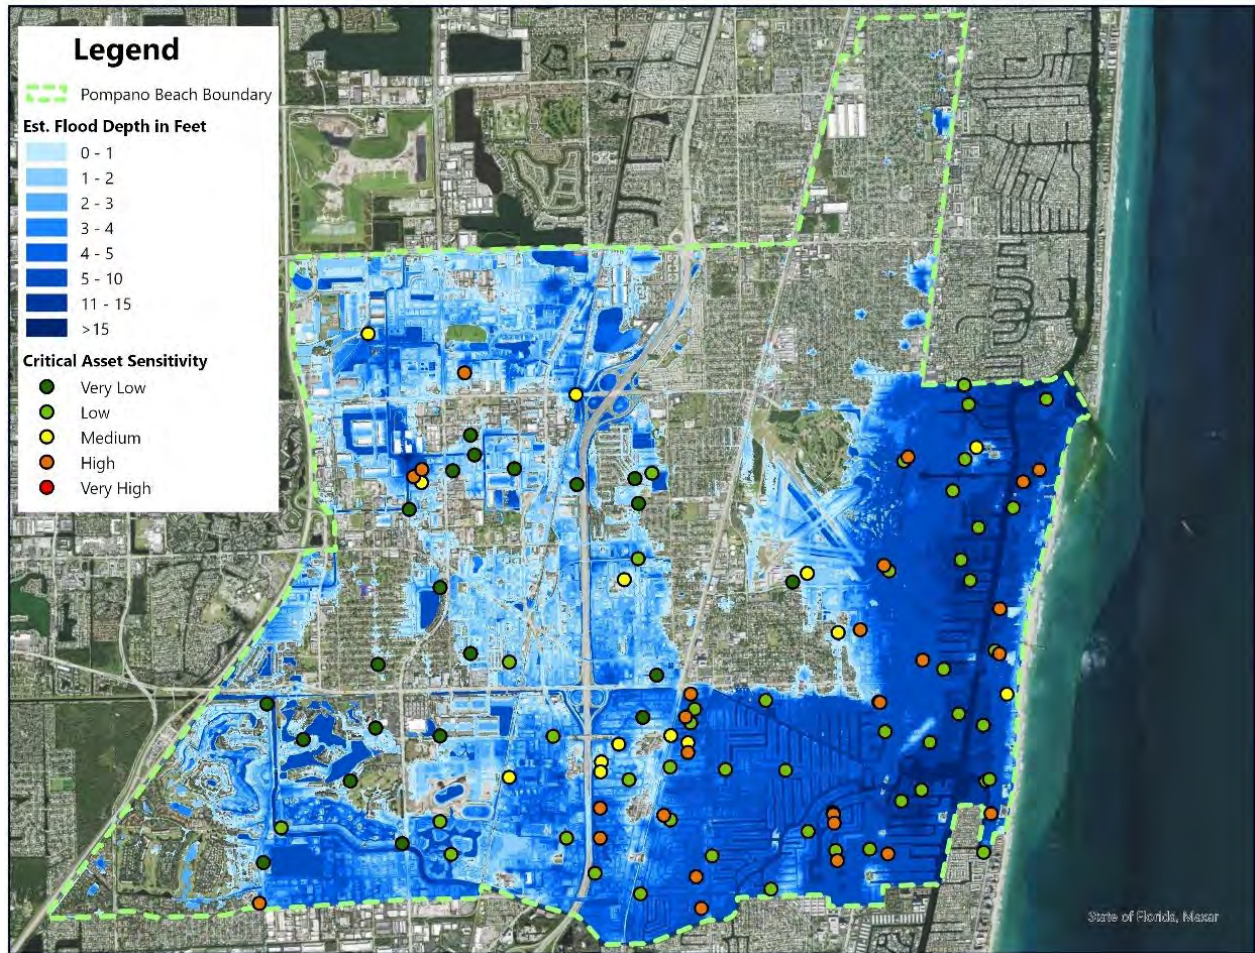 Legend
Pompano Beach Boundary
Est. Flood Depth in Feet
0 - 1
1 - 2
2 - 3
3 - 4
4 - 5
5 - 10
11 - 15
>15
Critical Asset Sensitivity
Very Low
Low
Medium
High
Very High
State of Florida, Maxar